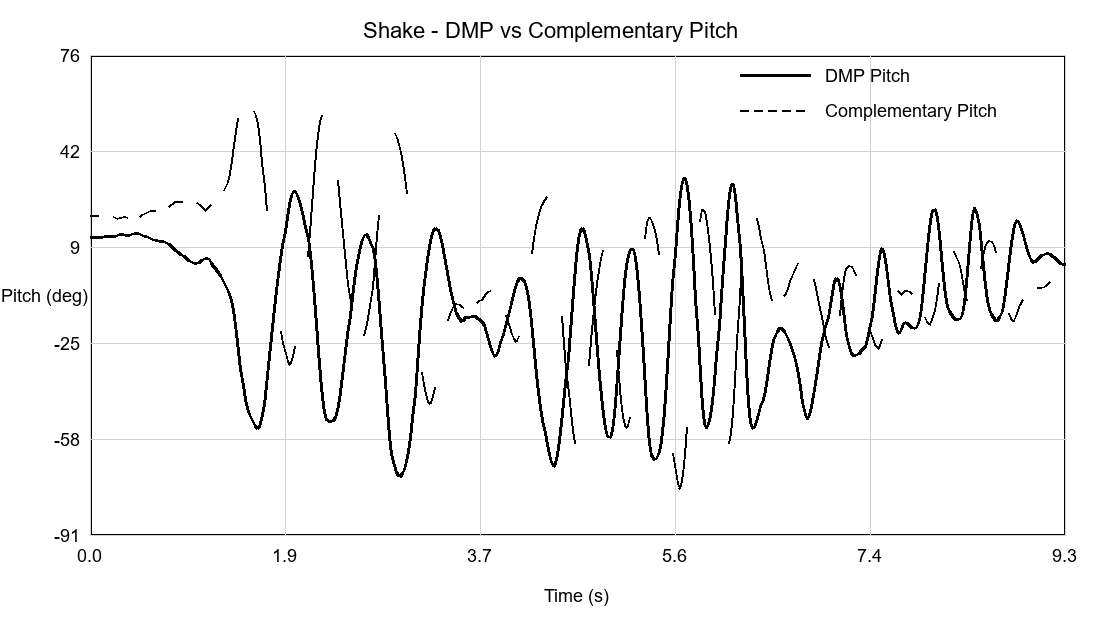 Shake - DMP vs Complementary Pitch
76
DMP Pitch
Complementary Pitch
42
9
Pitch (deg)
-25
-58
-91
0.0 1.9 3.7 5.6 7.4 9.3
Time (s)